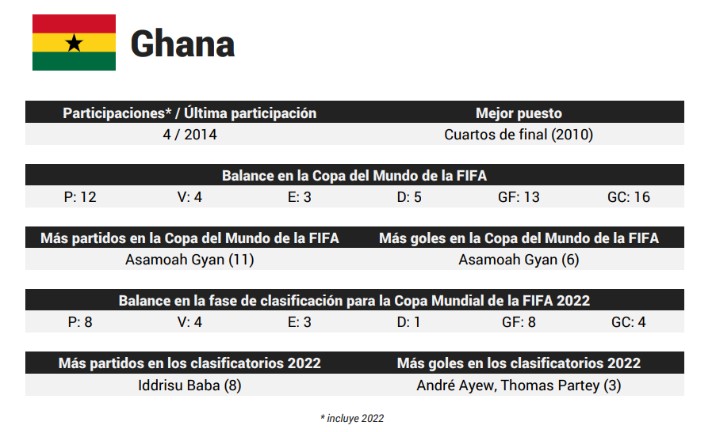 Ghana
Participaciones* / Última participación Mejor puesto
4 / 2014 Cuartos de final (2010)
Balance en la Copa del Mundo de la FIFA
P: 12 V: 4 E: 3 D: 5 GF: 13 GC: 16
Más partidos en la Copa del Mundo de la FIFA Más goles en la Copa del Mundo de la FIFA
Asamoah Gyan (11) Asamoah Gyan (6)
Balance en la fase de clasificación para la Copa Mundial de la FIFA 2022
P: 8 V: 4 E: 3 D: 1 GF: 8 GC: 4
Más partidos en los clasificatorios 2022 Más goles en los clasificatorios 2022
Iddrisu Baba (8) André Ayew, Thomas Partey (3)
* incluye 2022